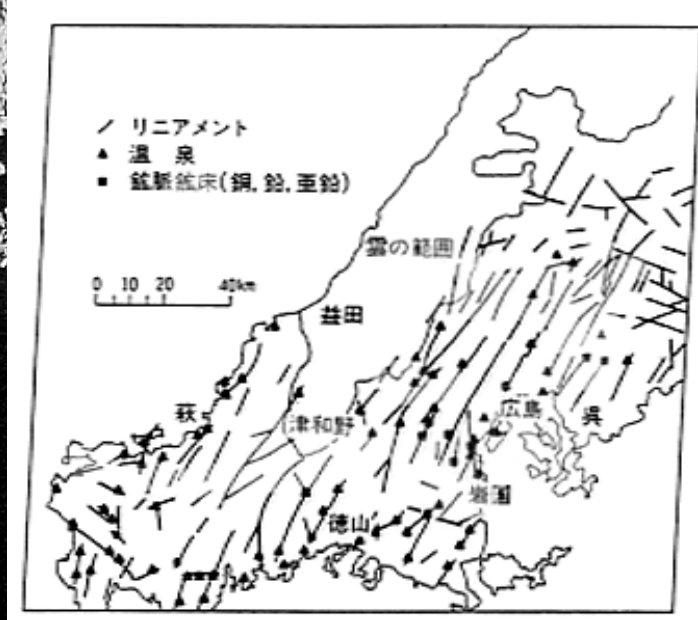 リニアメント
温泉
鉱脈鉱床(銅,鉛,亜鉛)
0 10 20 40km
雲の範囲
益田
萩
津和野
広島
呉
岩国
徳山